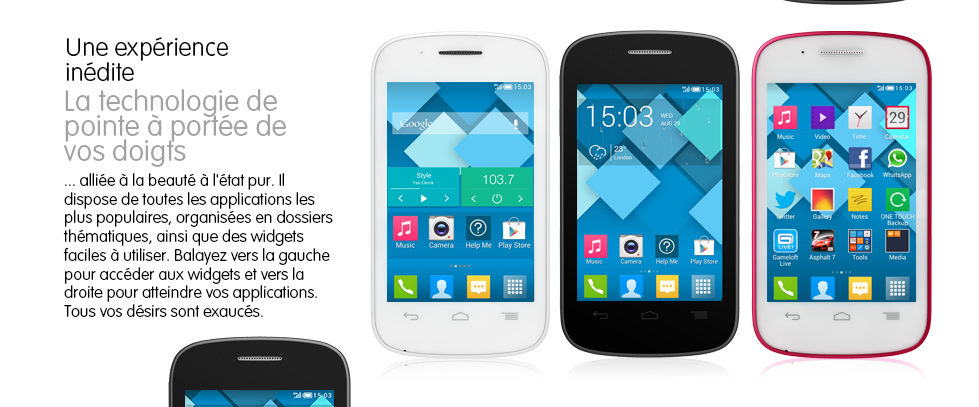 Une expérience
inédite
La technologie de
pointe à portée de
vos doigts
... alliée à la beauté à l'état pur. Il
dispose de toutes les applications les
plus populaires, organisées en dossiers
thématiques, ainsi que des widgets
faciles à utiliser. Balayez vers la gauche
pour accéder aux widgets et vers la
droite pour atteindre vos applications.
Tous vos désirs sont exaucés.
15:03
Google
Style
Yan Check
103.7
Music Camera Help Me Play Store
15:03
15:03 WED
AUG 29
23°
London
Music Camera Help Me Play Store
15:03
29
Music Video Time Calendar
Play Store Maps Facebook WhatsApp
Twitter Gallery Notes ONE TOUCH
Backup
LIVE!
Gameloft
Live Asphalt 7 Tools Media
15:03